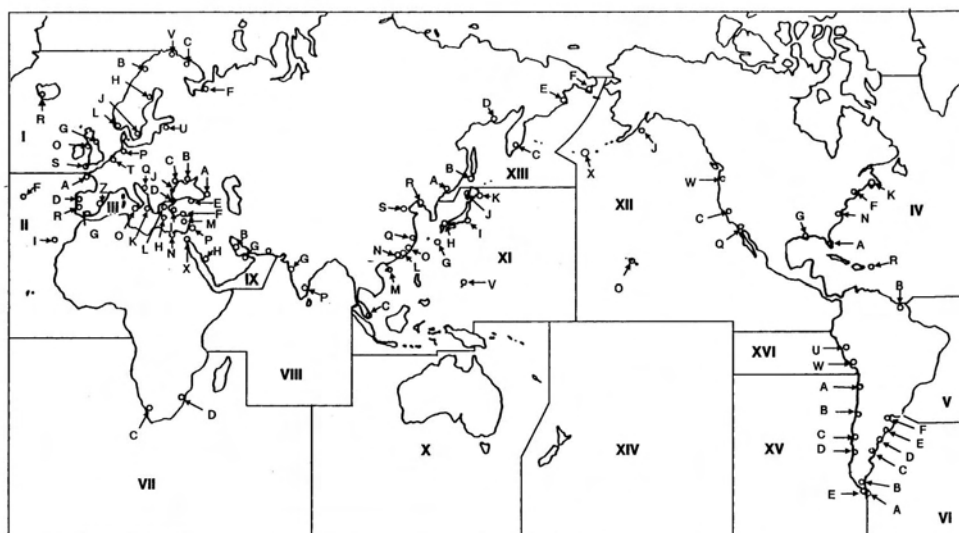 V C
B
H F
F
E
R
J
I
D
L U J
G
O P
C X
S T
XIII
A Q C B A
B
W
F J
D A
XII
F
IV
D Z III E R K
II F S J
R M C N
G O P Q I
I K L H N B G Q G A
X H G N O H XI R
IX L G
M V O
P B
C
XVI U
VIII W
A V
D B F
C E
X C D
D
XIV XV C
VII B
E A VI